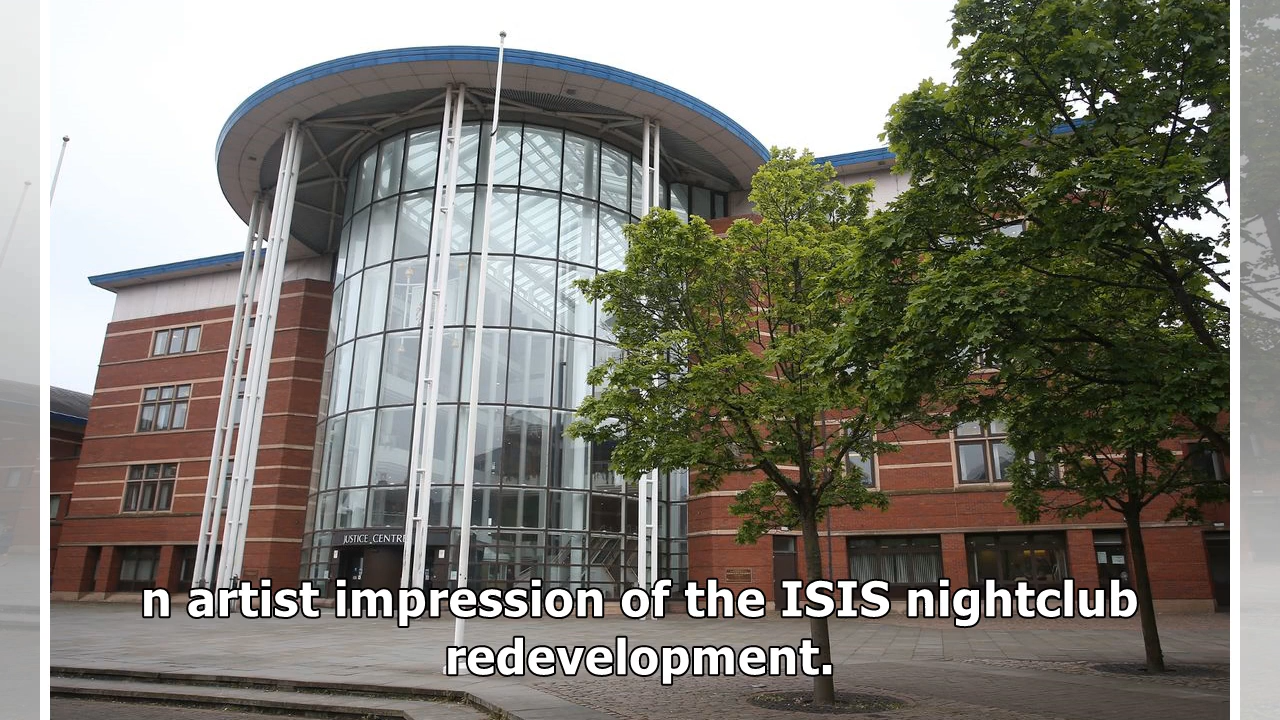 JUSTICE CENTRE
n artist impression of the ISIS nightclub
redevelopment.